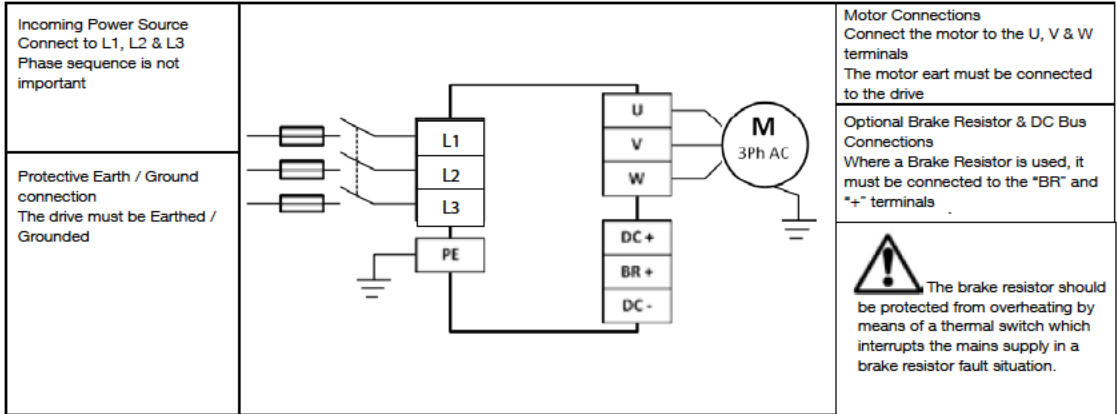 Incoming Power Source
Connect to L1, L2 & L3
Phase sequence is not
important
Protective Earth / Ground
connection
The drive must be Earthed /
Grounded
L1
L2
L3
PE
U
V
W
DC +
BR +
DC -
M
3Ph AC
Motor Connections
Connect the motor to the U, V & W
terminals
The motor eart must be connected
to the drive
Optional Brake Resistor & DC Bus
Connections
Where a Brake Resistor is used, it
must be connected to the “BR” and
“+” terminals
The brake resistor should
be protected from overheating by
means of a thermal switch which
interrupts the mains supply in a
brake resistor fault situation.